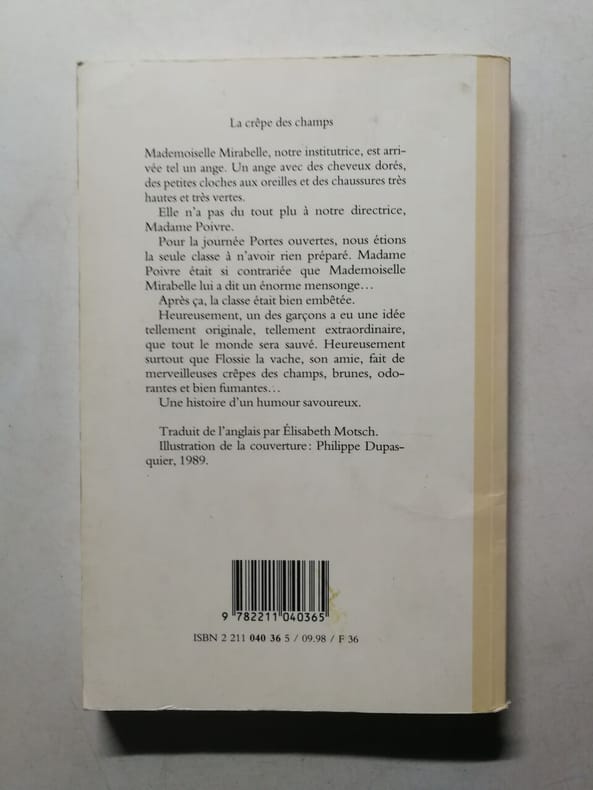 La crêpe des champs
Mademoiselle Mirabelle, notre institutrice, est arri-
vée tel un ange. Un ange avec des cheveux dorés,
des petites cloches aux oreilles et des chaussures très
hautes et très vertes.
Elle n'a pas du tout plu à notre directrice,
Madame Poivre.
Pour la journée Portes ouvertes, nous étions
la seule classe à n'avoir rien préparé. Madame
Poivre était si contrariée que Mademoiselle
Mirabelle lui a dit un énorme mensonge...
Après ça, la classe était bien embêtée.
Heureusement, un des garçons a eu une idée
tellement originale, tellement extraordinaire,
que tout le monde sera sauvé. Heureusement
surtout que Flossie la vache, son amie, fait de
merveilleuses crêpes des champs, brunes, odo-
rantes et bien fumantes...
Une histoire d'un humour savoureux.
Traduit de l'anglais par Élisabeth Motsch.
Illustration de la couverture : Philippe Dupas-
quier, 1989.
9 782211 040365
ISBN 2 211 040 36 5 / 09.98 / F 36